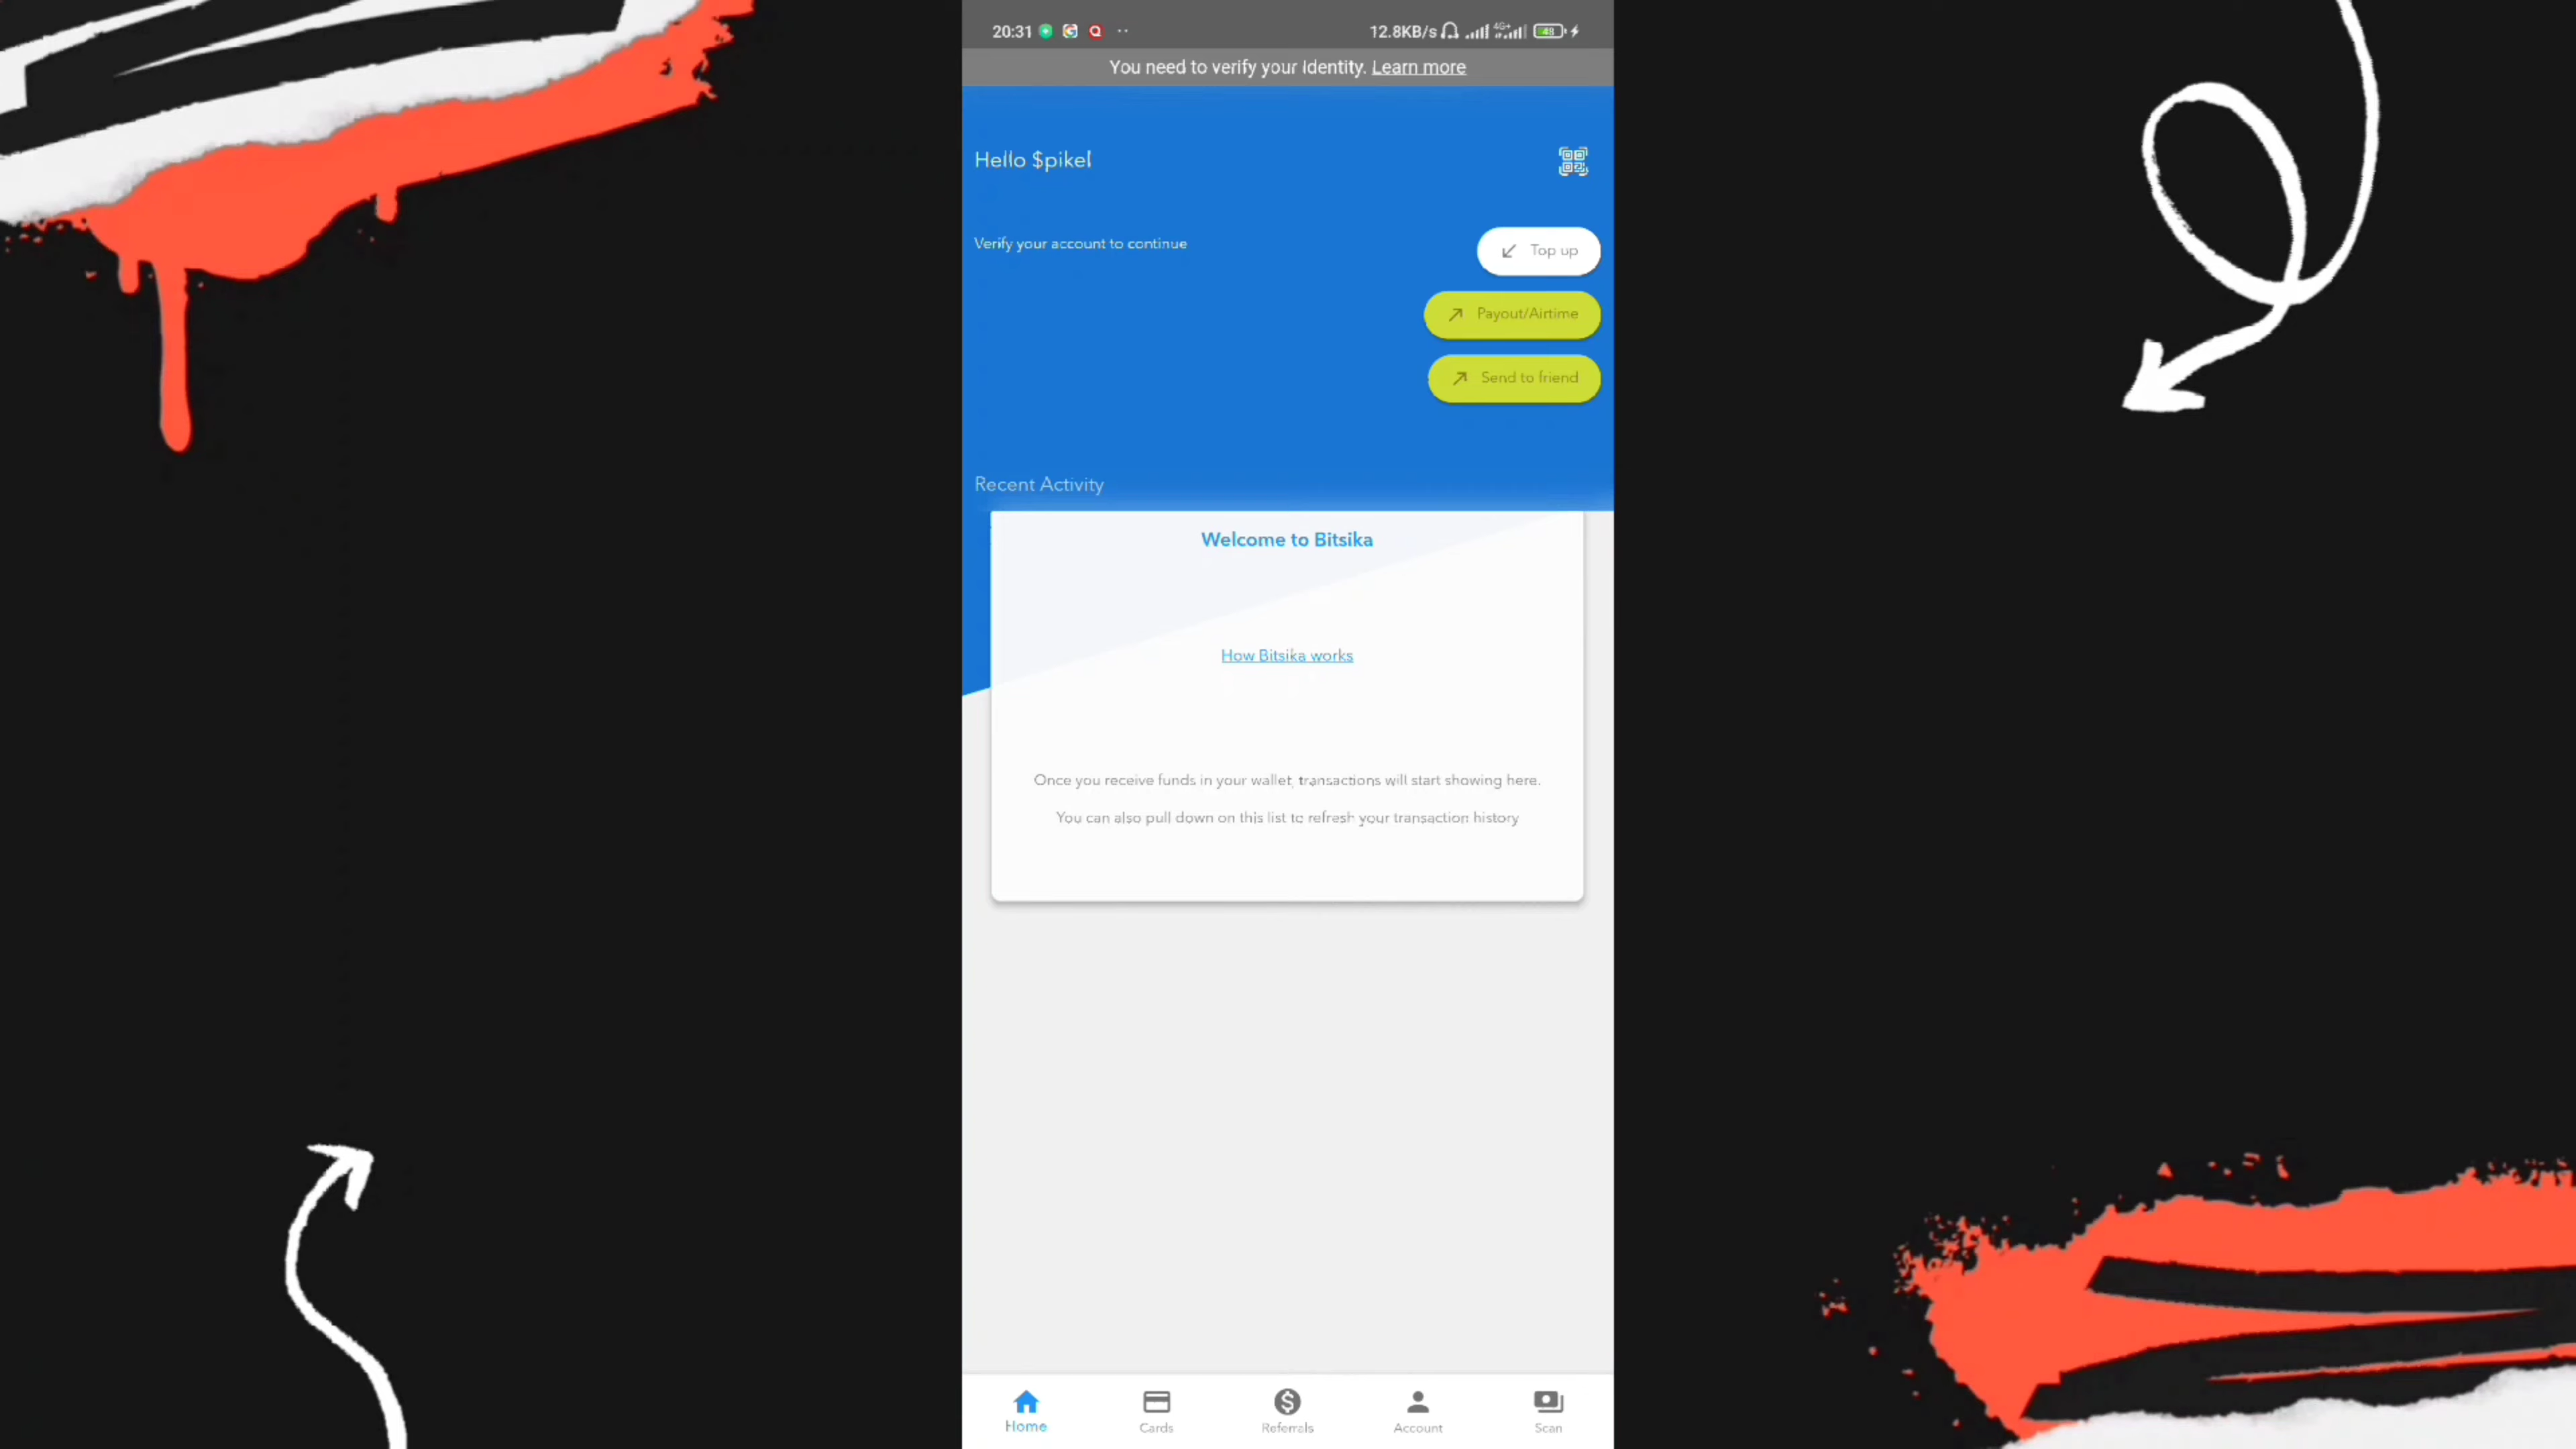 20:31
12.8KB/s
4G+
48
You need to verify your identity. Learn more
Hello $pikel
Verify your account to continue
Top up
Payout/Airtime
Send to friend
Recent Activity
Welcome to Bitsika
How Bitsika works
Once you receive funds in your wallet, transactions will start showing here.
You can also pull down on this list to refresh your transaction history
Home
Cards
Referrals
Account
Scan